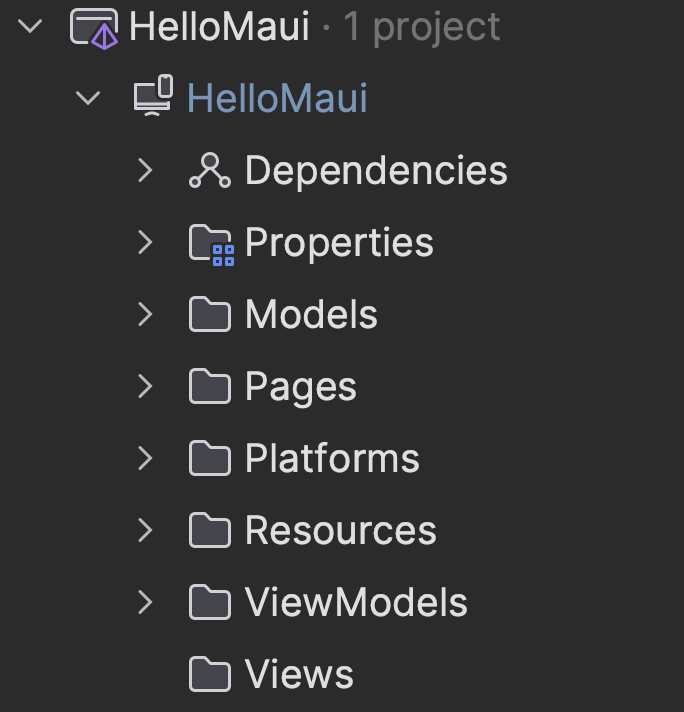 HelloMaui · 1 project
HelloMaui
Dependencies
Properties
Models
Pages
Platforms
Resources
ViewModels
Views